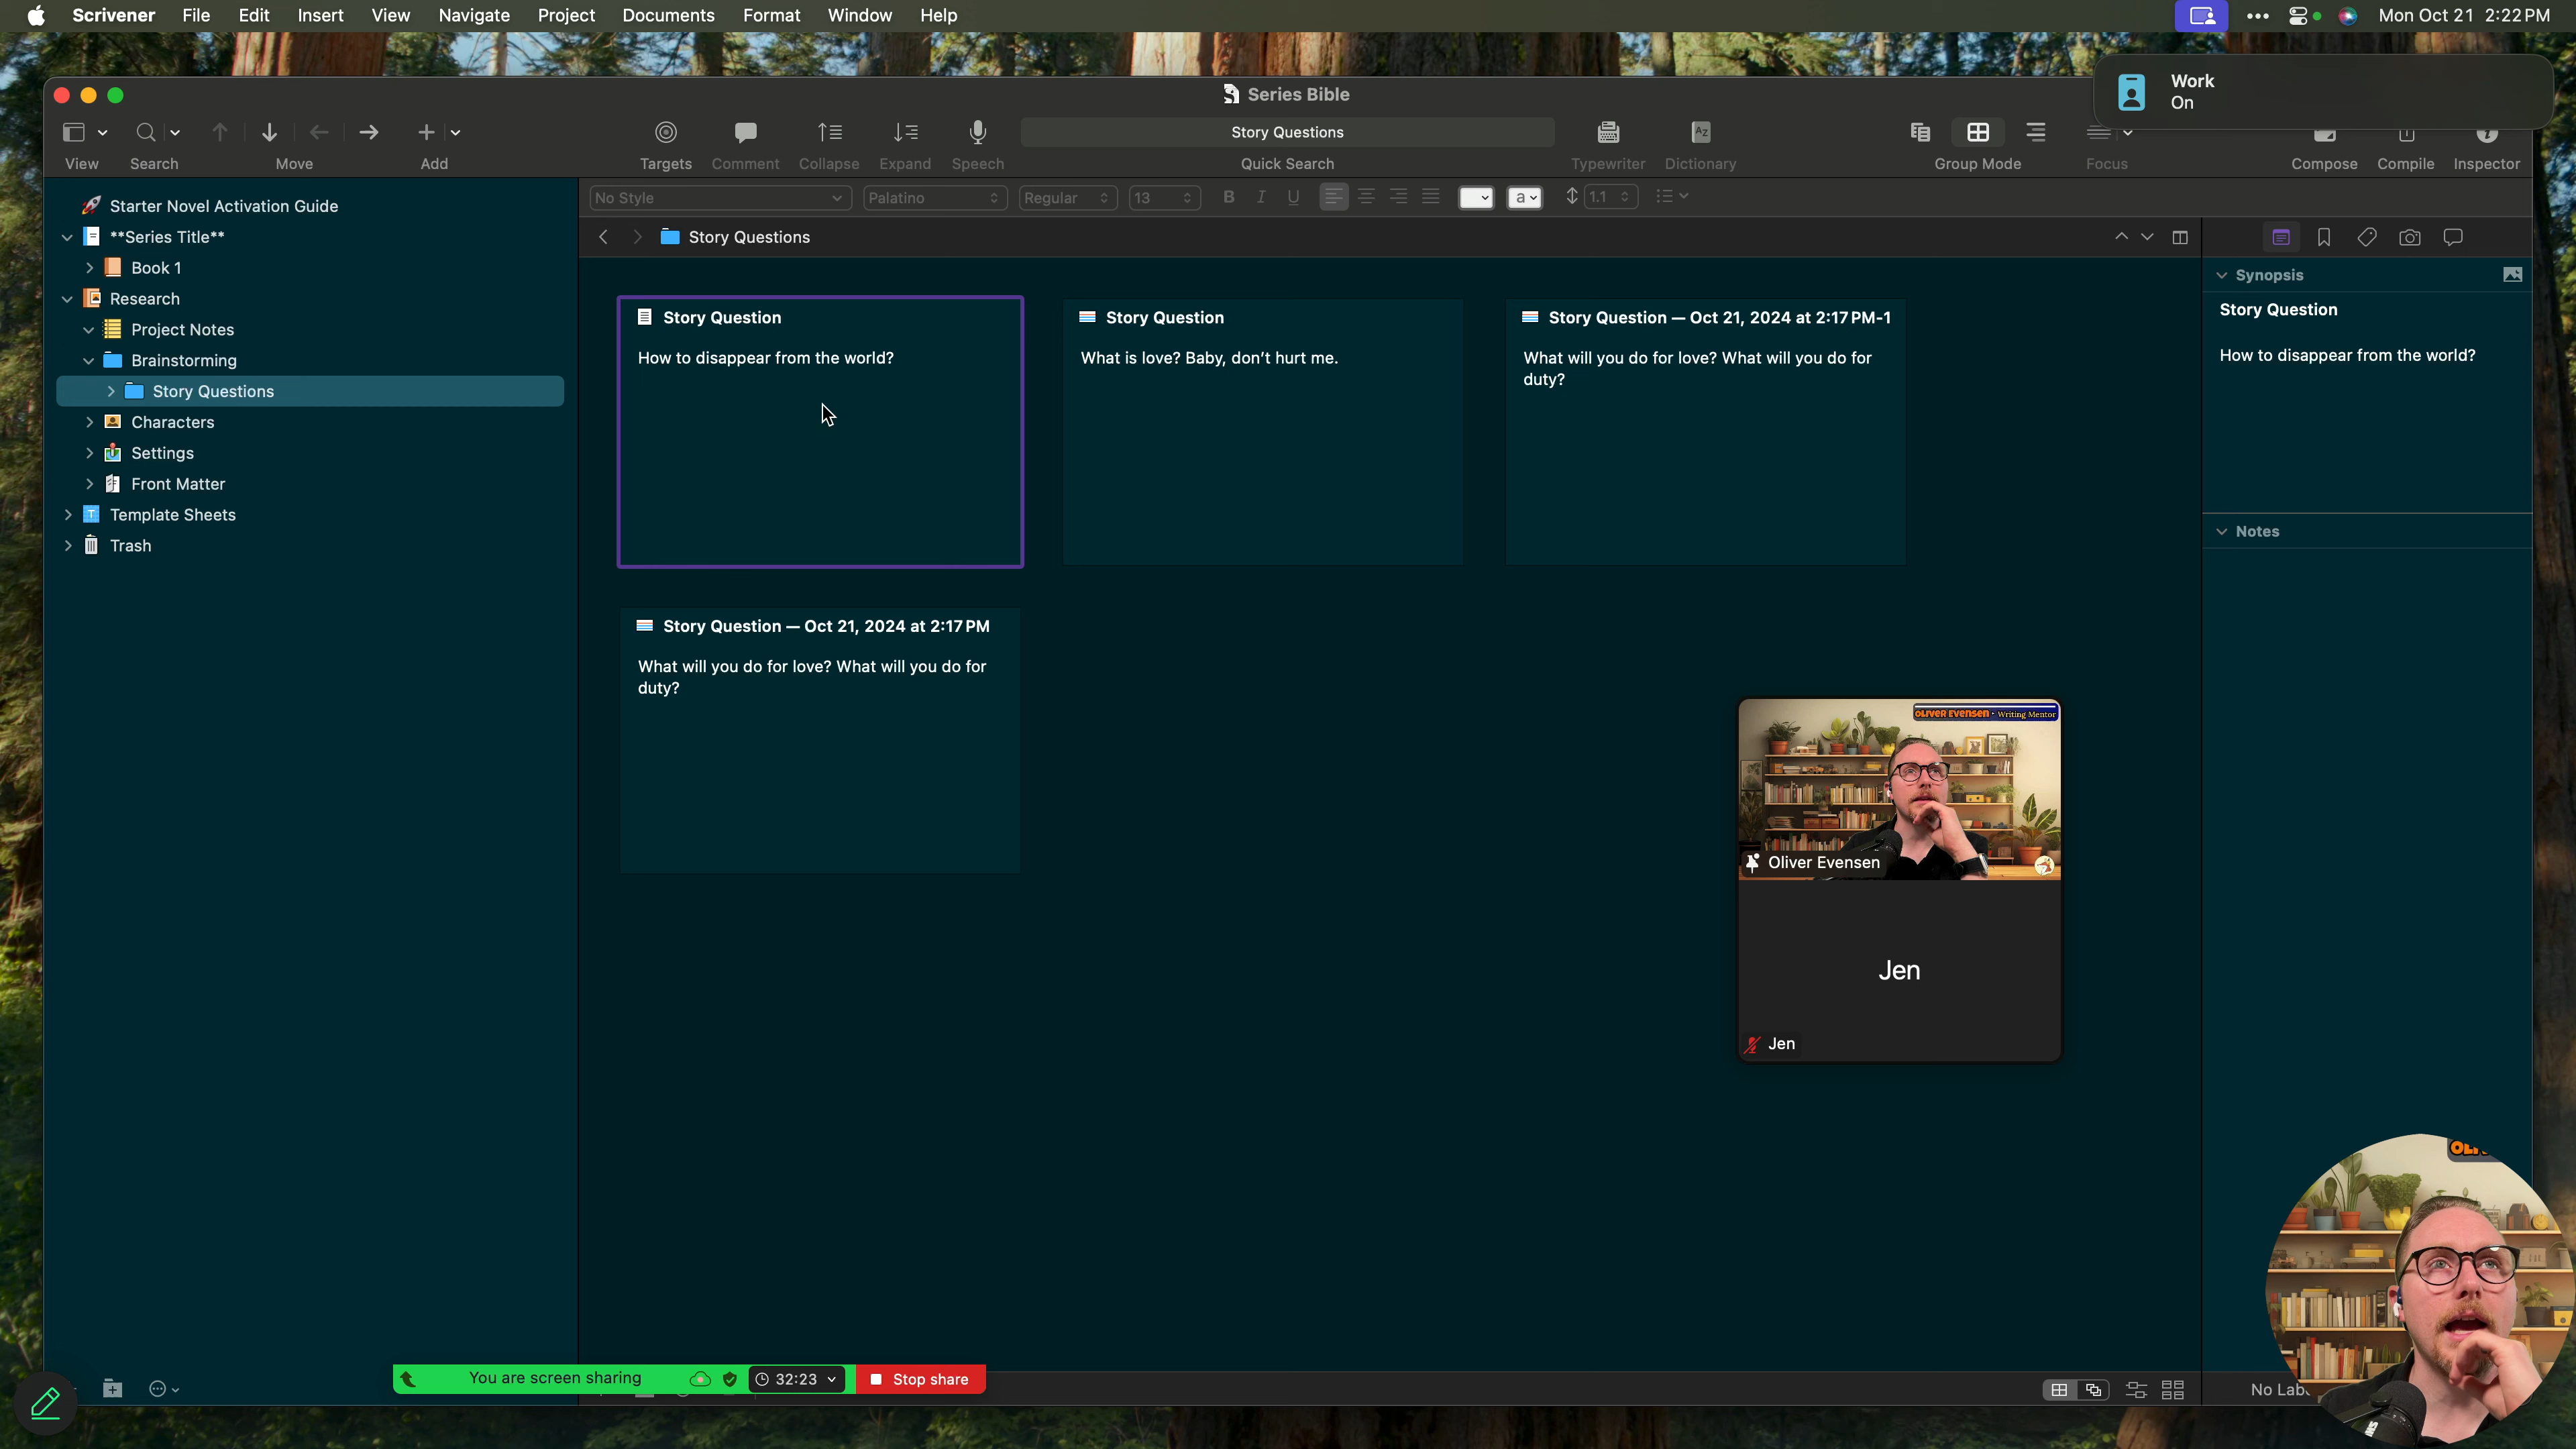 Scrivener File Edit Insert View Navigate Project Documents Format Window Help
Mon Oct 21 2:22 PM
Work
On
Series Bible
Story Questions
View Search Move Add Targets Comment Collapse Expand Speech Quick Search Typewriter Dictionary Group Mode Focus Compose Compile Inspector
No Style Palatino Regular 13 B I U a 1.1
Starter Novel Activation Guide
**Series Title**
Book 1
Research
Project Notes
Brainstorming
Story Questions
Characters
Settings
Front Matter
Template Sheets
Trash
Story Questions
Story Question
How to disappear from the world?
Story Question
What is love? Baby, don't hurt me.
Story Question — Oct 21, 2024 at 2:17 PM-1
What will you do for love? What will you do for
duty?
Story Question — Oct 21, 2024 at 2:17 PM
What will you do for love? What will you do for
duty?
Synopsis
Story Question
How to disappear from the world?
Notes
OLIVER EVENSEN • Writing Mentor
Oliver Evensen
Jen
Jen
You are screen sharing 32:23 Stop share